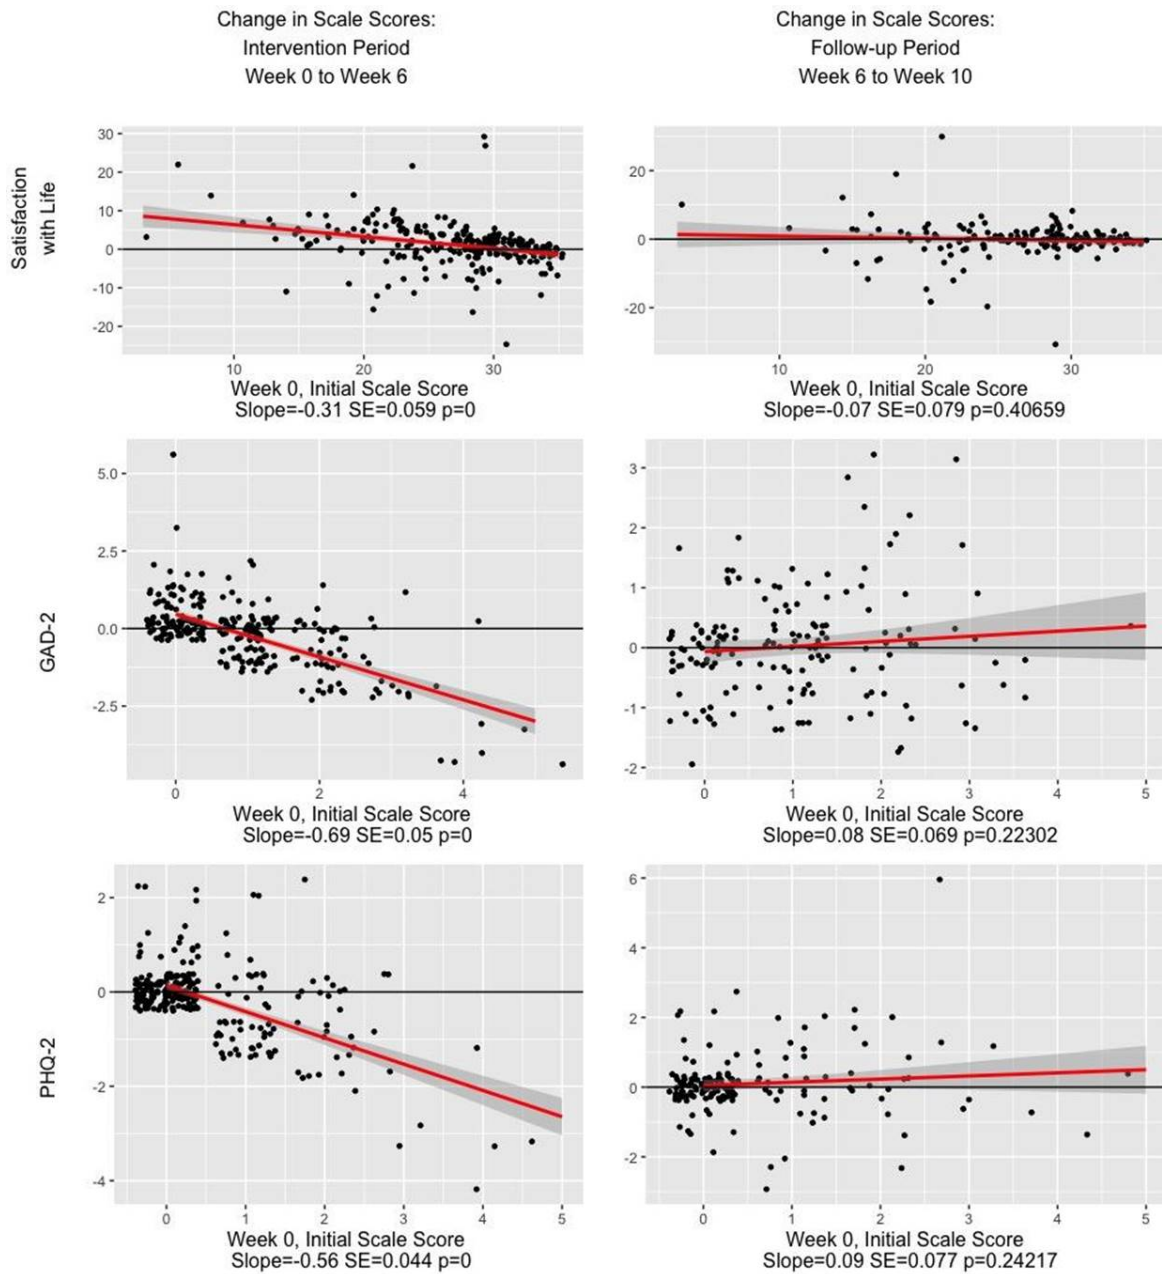 Change in Scale Scores:
Intervention Period
Week 0 to Week 6
Change in Scale Scores:
Follow-up Period
Week 6 to Week 10
Satisfaction
with Life
30
20
10
0
-10
-20
10
20
30
Week 0, Initial Scale Score
Slope=-0.31 SE=0.059 p=0
20
0
-20
10
20
30
Week 0, Initial Scale Score
Slope=-0.07 SE=0.079 p=0.40659
GAD-2
5.0
2.5
0.0
-2.5
0
2
4
Week 0, Initial Scale Score
Slope=-0.69 SE=0.05 p=0
3
2
1
0
-1
-2
0
1
2
3
4
5
Week 0, Initial Scale Score
Slope=0.08 SE=0.069 p=0.22302
PHQ-2
2
0
-2
-4
0
1
2
3
4
5
Week 0, Initial Scale Score
Slope=-0.56 SE=0.044 p=0
6
4
2
0
-2
0
1
2
3
4
5
Week 0, Initial Scale Score
Slope=0.09 SE=0.077 p=0.24217